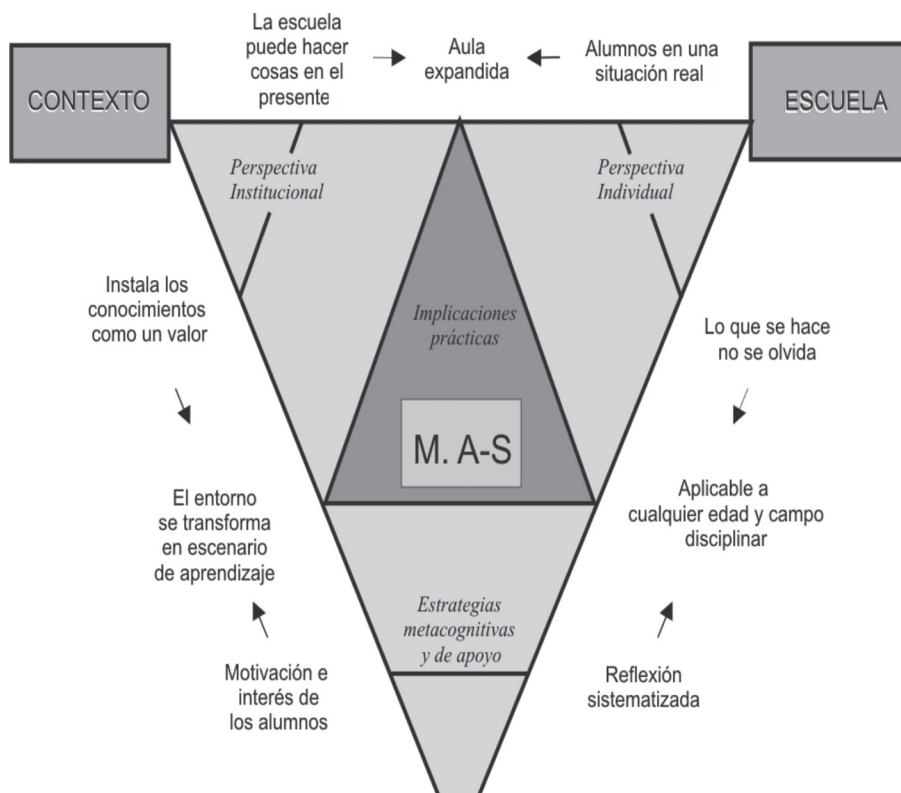 La escuela
puede hacer
cosas en el
presente
Aula
expandida
Alumnos en una
situación real
CONTEXTO
ESCUELA
Perspectiva
Institucional
Perspectiva
Individual
Instala los
conocimientos
como un valor
Implicaciones
prácticas
Lo que se hace
no se olvida
M. A-S
El entorno
se transforma
en escenario
de aprendizaje
Aplicable a
cualquier edad y campo
disciplinar
Estrategias
metacognitivas
y de apoyo
Motivación e
interés de
los alumnos
Reflexión
sistematizada